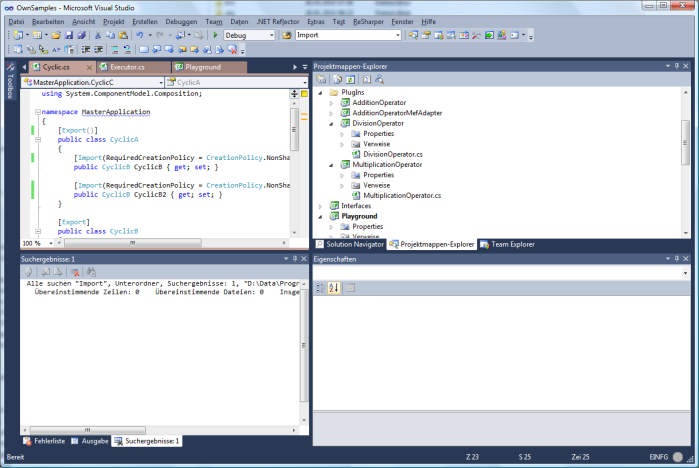 OwnSamples - Microsoft Visual Studio
Datei Bearbeiten Ansicht Projekt Erstellen Debuggen Team Daten .NET Reflector Extras Test ReSharper Fenster Hilfe
Debug Import
Toolbox
Cyclic.cs Executor.cs Playground
MasterApplication.CyclicC CyclicA
using System.ComponentModel.Composition;
namespace MasterApplication
{
[Export()]
public class CyclicA
{
[Import(RequiredCreationPolicy = CreationPolicy.NonSha
public CyclicB CyclicB { get; set; }
[Import(RequiredCreationPolicy = CreationPolicy.NonSha
public CyclicB CyclicB2 { get; set; }
}
[Export]
public class CyclicB
100 %
Projektmappen-Explorer
PlugIns
AdditionOperator
AdditionOperatorMefAdapter
DivisionOperator
Properties
Verweise
DivisionOperator.cs
MultiplicationOperator
Properties
Verweise
MultiplicationOperator.cs
Interfaces
Playground
Properties
Verweise
Solution Navigator Projektmappen-Explorer Team Explorer
Suchergebnisse: 1
Alle suchen "Import", Unterordner, Suchergebnisse: 1, "D:\Data\Progr
Übereinstimmende Zeilen: 0 Übereinstimmende Dateien: 0 Insge
Fehlerliste Ausgabe Suchergebnisse: 1
Eigenschaften
Bereit Z 23 S 25 Zei 25 EINFG